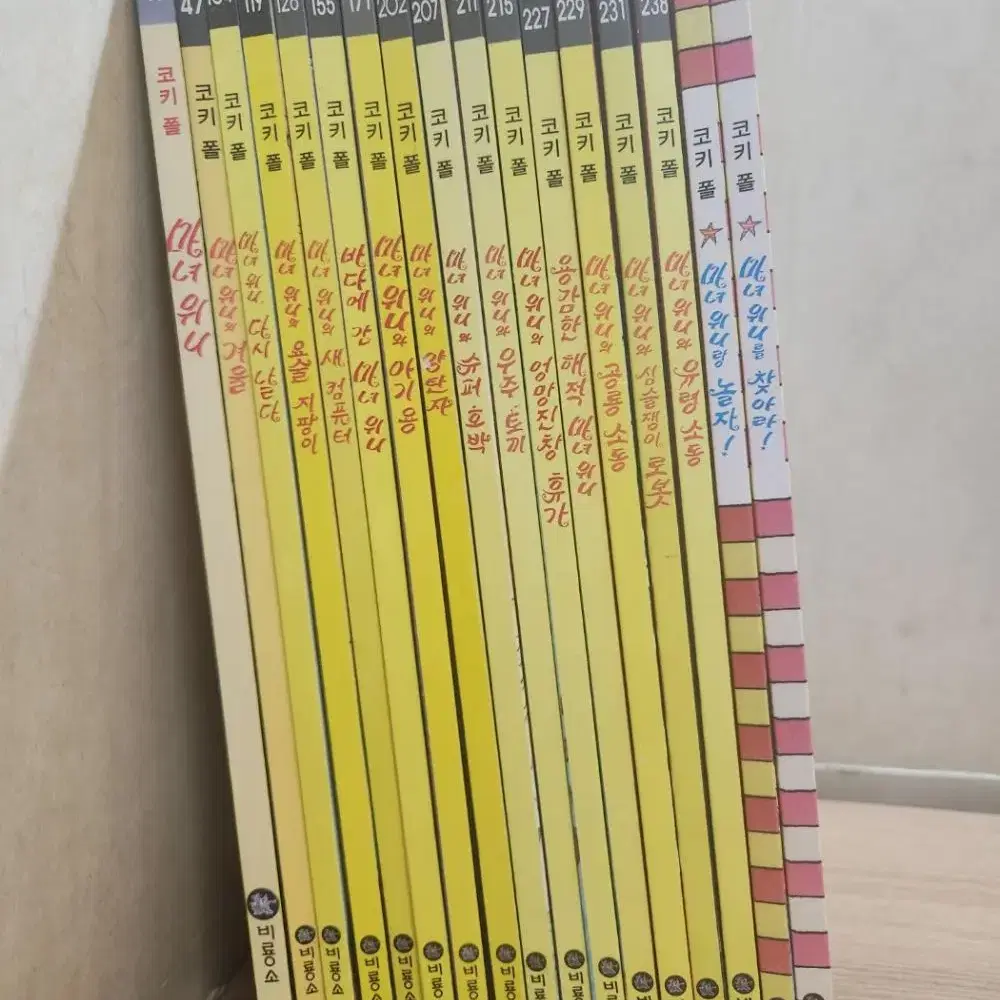 코키 폴 마녀 위니 비룡소
47 코키 폴 마녀 위니의 겨울 비룡소
코키 폴 마녀 위니, 다시 날다 비룡소
119 코키 폴 마녀 위니의 요술 지팡이 비룡소
코키 폴 마녀 위니의 새 컴퓨터 비룡소
155 코키 폴 바다에 간 마녀 위니 비룡소
171 코키 폴 마녀 위니와 아기 용 비룡소
202 코키 폴 마녀 위니의 양탄자 비룡소
207 코키 폴 마녀 위니와 슈퍼 호박 비룡소
211 코키 폴 마녀 위니와 우주 토끼 비룡소
215 코키 폴 마녀 위니의 엉망진창 휴가 비룡
227 코키 폴 용감한 해적 마녀 위니 비
229 코키 폴 마녀 위니의 공룡 소동
231 코키 폴 마녀 위니와 심술쟁이 로봇
238 코키 폴 마녀 위니와 유령 소동
코키 폴 마녀 위니랑 놀자!
코키 폴 마녀 위니를 찾아라!